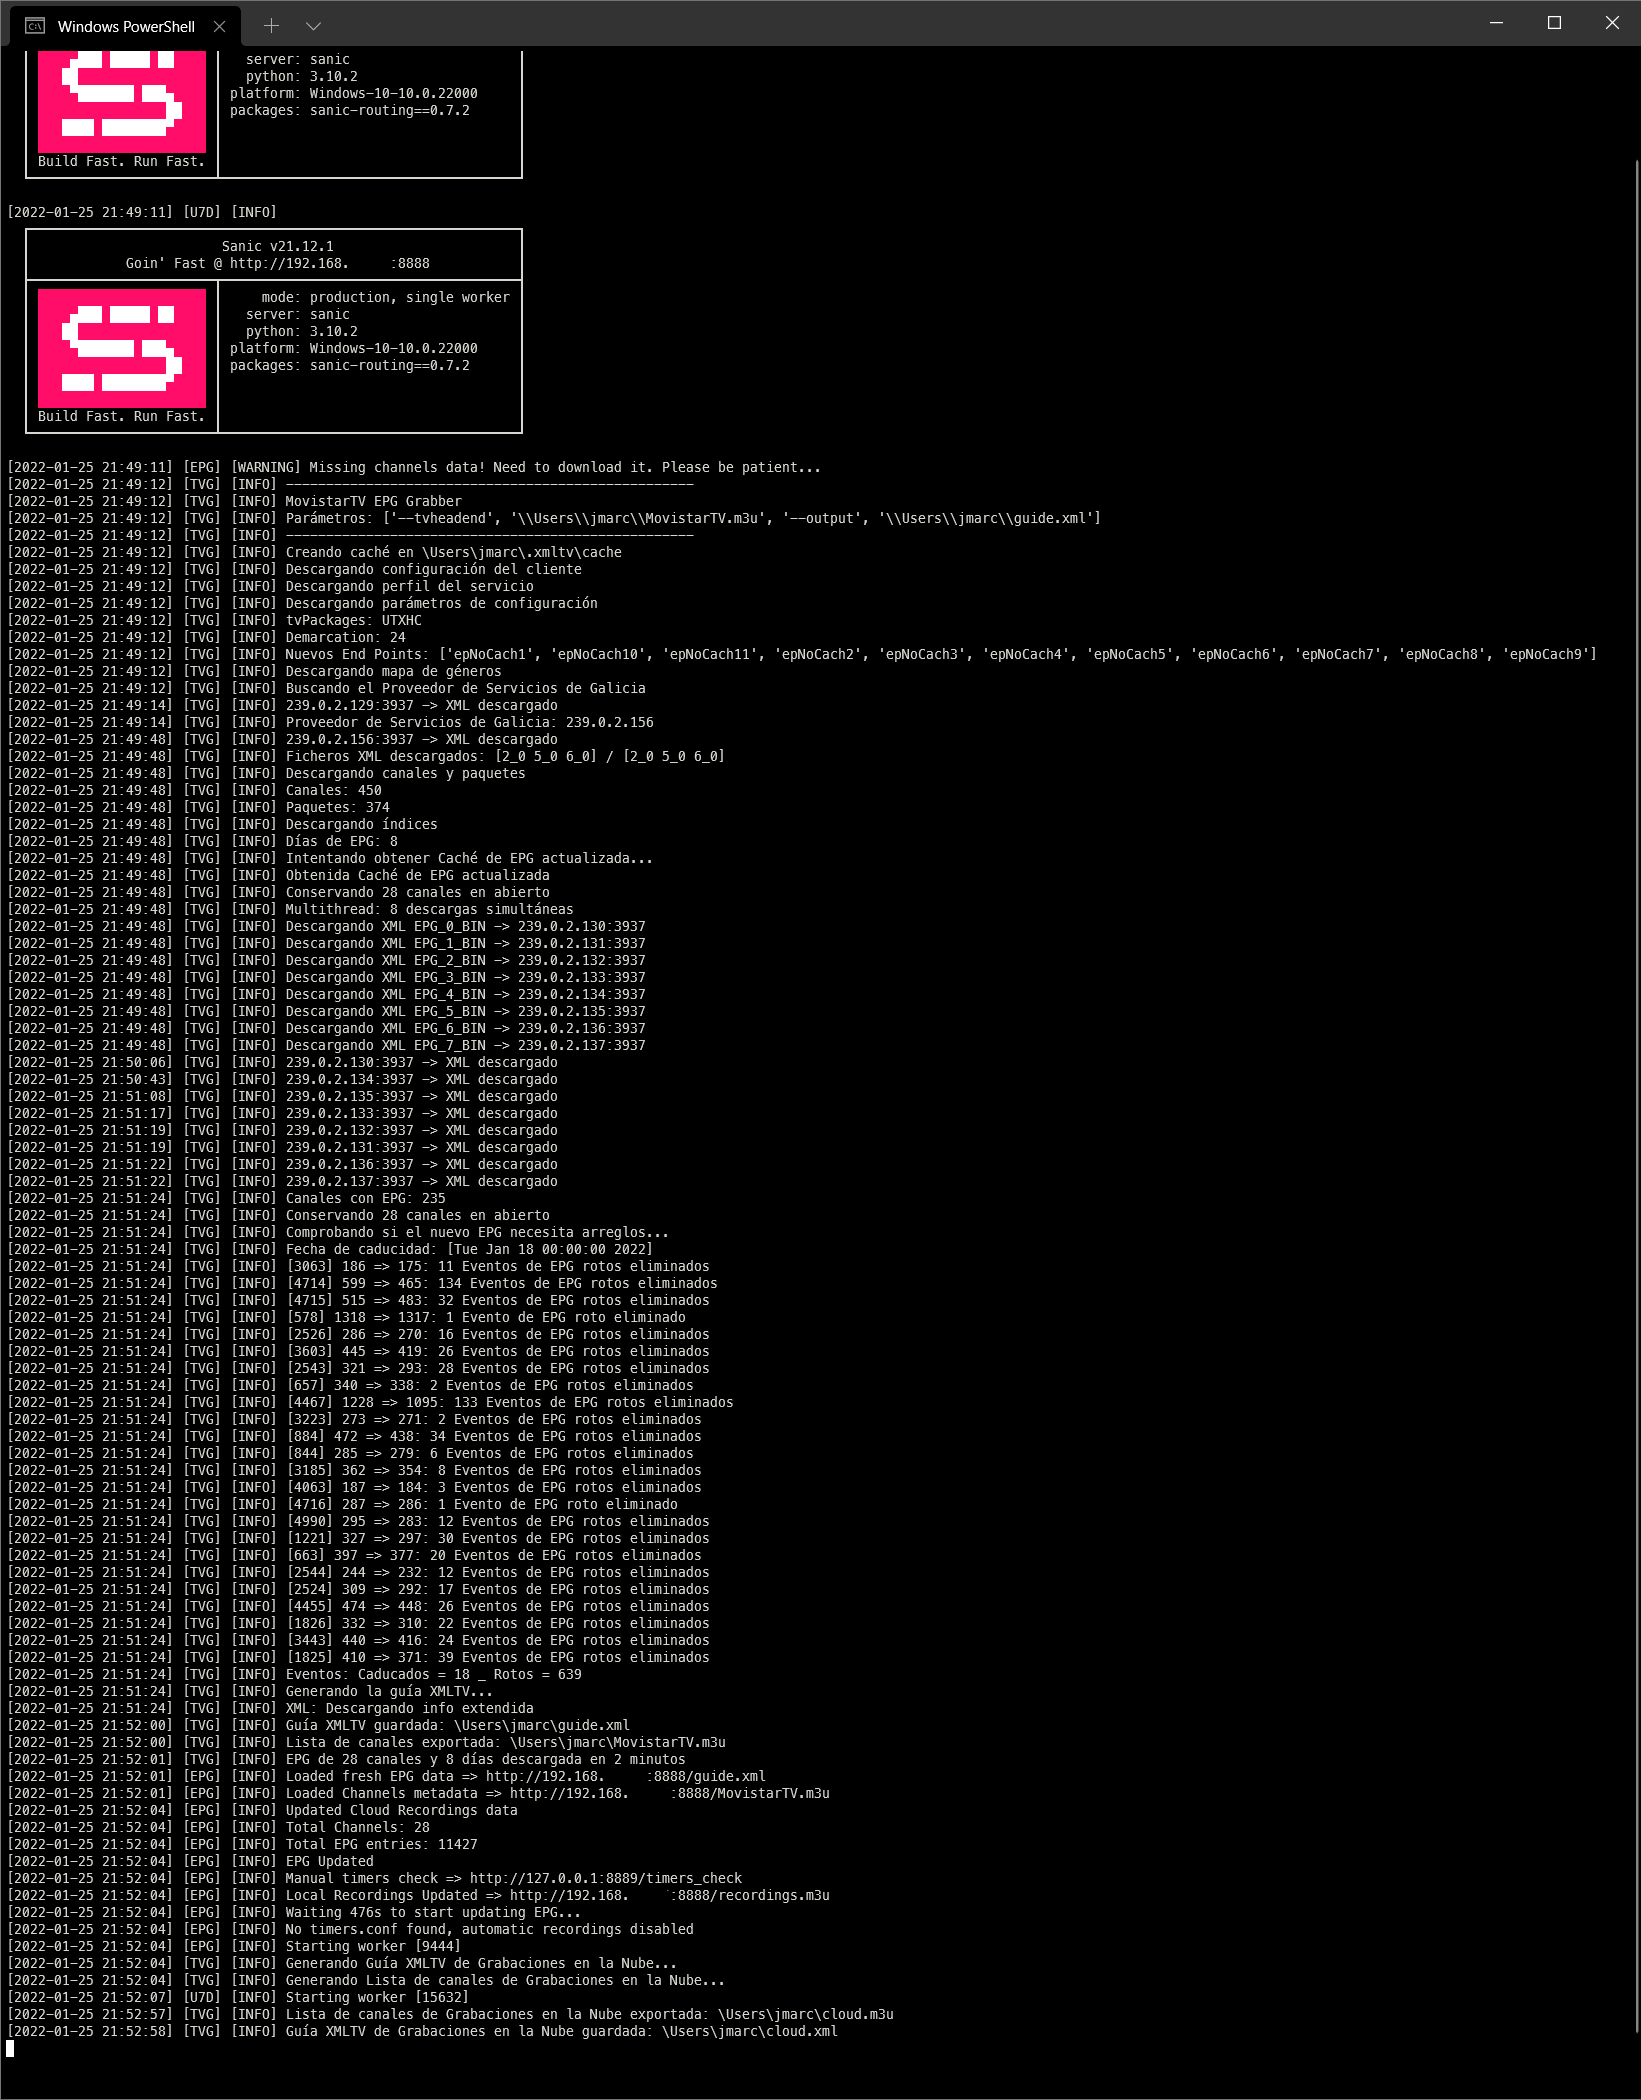 Windows PowerShell
server: sanic
python: 3.10.2
platform: Windows-10-10.0.22000
packages: sanic-routing==0.7.2
Build Fast. Run Fast.
[2022-01-25 21:49:11] [U7D] [INFO]
Sanic v21.12.1
Goin' Fast @ http://192.168. :8888
mode: production, single worker
server: sanic
python: 3.10.2
platform: Windows-10-10.0.22000
packages: sanic-routing==0.7.2
Build Fast. Run Fast.
[2022-01-25 21:49:11] [EPG] [WARNING] Missing channels data! Need to download it. Please be patient...
[2022-01-25 21:49:12] [TVG] [INFO] ---------------------------------------------------
[2022-01-25 21:49:12] [TVG] [INFO] MovistarTV EPG Grabber
[2022-01-25 21:49:12] [TVG] [INFO] Parámetros: ['--tvheadend', '\\Users\\jmarc\\MovistarTV.m3u', '--output', '\\Users\\jmarc\\guide.xml']
[2022-01-25 21:49:12] [TVG] [INFO] ---------------------------------------------------
[2022-01-25 21:49:12] [TVG] [INFO] Creando caché en \Users\jmarc\.xmltv\cache
[2022-01-25 21:49:12] [TVG] [INFO] Descargando configuración del cliente
[2022-01-25 21:49:12] [TVG] [INFO] Descargando perfil del servicio
[2022-01-25 21:49:12] [TVG] [INFO] Descargando parámetros de configuración
[2022-01-25 21:49:12] [TVG] [INFO] tvPackages: UTXHC
[2022-01-25 21:49:12] [TVG] [INFO] Demarcation: 24
[2022-01-25 21:49:12] [TVG] [INFO] Nuevos End Points: ['epNoCach1', 'epNoCach10', 'epNoCach11', 'epNoCach2', 'epNoCach3', 'epNoCach4', 'epNoCach5', 'epNoCach6', 'epNoCach7', 'epNoCach8', 'epNoCach9']
[2022-01-25 21:49:12] [TVG] [INFO] Descargando mapa de géneros
[2022-01-25 21:49:12] [TVG] [INFO] Buscando el Proveedor de Servicios de Galicia
[2022-01-25 21:49:14] [TVG] [INFO] 239.0.2.129:3937 -> XML descargado
[2022-01-25 21:49:14] [TVG] [INFO] Proveedor de Servicios de Galicia: 239.0.2.156
[2022-01-25 21:49:48] [TVG] [INFO] 239.0.2.156:3937 -> XML descargado
[2022-01-25 21:49:48] [TVG] [INFO] Ficheros XML descargados: [2_0 5_0 6_0] / [2_0 5_0 6_0]
[2022-01-25 21:49:48] [TVG] [INFO] Descargando canales y paquetes
[2022-01-25 21:49:48] [TVG] [INFO] Canales: 450
[2022-01-25 21:49:48] [TVG] [INFO] Paquetes: 374
[2022-01-25 21:49:48] [TVG] [INFO] Descargando índices
[2022-01-25 21:49:48] [TVG] [INFO] Días de EPG: 8
[2022-01-25 21:49:48] [TVG] [INFO] Intentando obtener Caché de EPG actualizada...
[2022-01-25 21:49:48] [TVG] [INFO] Obtenida Caché de EPG actualizada
[2022-01-25 21:49:48] [TVG] [INFO] Conservando 28 canales en abierto
[2022-01-25 21:49:48] [TVG] [INFO] Multithread: 8 descargas simultáneas
[2022-01-25 21:49:48] [TVG] [INFO] Descargando XML EPG_0_BIN -> 239.0.2.130:3937
[2022-01-25 21:49:48] [TVG] [INFO] Descargando XML EPG_1_BIN -> 239.0.2.131:3937
[2022-01-25 21:49:48] [TVG] [INFO] Descargando XML EPG_2_BIN -> 239.0.2.132:3937
[2022-01-25 21:49:48] [TVG] [INFO] Descargando XML EPG_3_BIN -> 239.0.2.133:3937
[2022-01-25 21:49:48] [TVG] [INFO] Descargando XML EPG_4_BIN -> 239.0.2.134:3937
[2022-01-25 21:49:48] [TVG] [INFO] Descargando XML EPG_5_BIN -> 239.0.2.135:3937
[2022-01-25 21:49:48] [TVG] [INFO] Descargando XML EPG_6_BIN -> 239.0.2.136:3937
[2022-01-25 21:49:48] [TVG] [INFO] Descargando XML EPG_7_BIN -> 239.0.2.137:3937
[2022-01-25 21:50:06] [TVG] [INFO] 239.0.2.130:3937 -> XML descargado
[2022-01-25 21:50:43] [TVG] [INFO] 239.0.2.134:3937 -> XML descargado
[2022-01-25 21:51:08] [TVG] [INFO] 239.0.2.135:3937 -> XML descargado
[2022-01-25 21:51:17] [TVG] [INFO] 239.0.2.133:3937 -> XML descargado
[2022-01-25 21:51:19] [TVG] [INFO] 239.0.2.132:3937 -> XML descargado
[2022-01-25 21:51:19] [TVG] [INFO] 239.0.2.131:3937 -> XML descargado
[2022-01-25 21:51:22] [TVG] [INFO] 239.0.2.136:3937 -> XML descargado
[2022-01-25 21:51:22] [TVG] [INFO] 239.0.2.137:3937 -> XML descargado
[2022-01-25 21:51:24] [TVG] [INFO] Canales con EPG: 235
[2022-01-25 21:51:24] [TVG] [INFO] Conservando 28 canales en abierto
[2022-01-25 21:51:24] [TVG] [INFO] Comprobando si el nuevo EPG necesita arreglos...
[2022-01-25 21:51:24] [TVG] [INFO] Fecha de caducidad: [Tue Jan 18 00:00:00 2022]
[2022-01-25 21:51:24] [TVG] [INFO] [3063] 186 => 175: 11 Eventos de EPG rotos eliminados
[2022-01-25 21:51:24] [TVG] [INFO] [4714] 599 => 465: 134 Eventos de EPG rotos eliminados
[2022-01-25 21:51:24] [TVG] [INFO] [4715] 515 => 483: 32 Eventos de EPG rotos eliminados
[2022-01-25 21:51:24] [TVG] [INFO] [578] 1318 => 1317: 1 Evento de EPG roto eliminado
[2022-01-25 21:51:24] [TVG] [INFO] [2526] 286 => 270: 16 Eventos de EPG rotos eliminados
[2022-01-25 21:51:24] [TVG] [INFO] [3603] 445 => 419: 26 Eventos de EPG rotos eliminados
[2022-01-25 21:51:24] [TVG] [INFO] [2543] 321 => 293: 28 Eventos de EPG rotos eliminados
[2022-01-25 21:51:24] [TVG] [INFO] [657] 340 => 338: 2 Eventos de EPG rotos eliminados
[2022-01-25 21:51:24] [TVG] [INFO] [4467] 1228 => 1095: 133 Eventos de EPG rotos eliminados
[2022-01-25 21:51:24] [TVG] [INFO] [3223] 273 => 271: 2 Eventos de EPG rotos eliminados
[2022-01-25 21:51:24] [TVG] [INFO] [884] 472 => 438: 34 Eventos de EPG rotos eliminados
[2022-01-25 21:51:24] [TVG] [INFO] [844] 285 => 279: 6 Eventos de EPG rotos eliminados
[2022-01-25 21:51:24] [TVG] [INFO] [3185] 362 => 354: 8 Eventos de EPG rotos eliminados
[2022-01-25 21:51:24] [TVG] [INFO] [4063] 187 => 184: 3 Eventos de EPG rotos eliminados
[2022-01-25 21:51:24] [TVG] [INFO] [4716] 287 => 286: 1 Evento de EPG roto eliminado
[2022-01-25 21:51:24] [TVG] [INFO] [4990] 295 => 283: 12 Eventos de EPG rotos eliminados
[2022-01-25 21:51:24] [TVG] [INFO] [1221] 327 => 297: 30 Eventos de EPG rotos eliminados
[2022-01-25 21:51:24] [TVG] [INFO] [663] 397 => 377: 20 Eventos de EPG rotos eliminados
[2022-01-25 21:51:24] [TVG] [INFO] [2544] 244 => 232: 12 Eventos de EPG rotos eliminados
[2022-01-25 21:51:24] [TVG] [INFO] [2524] 309 => 292: 17 Eventos de EPG rotos eliminados
[2022-01-25 21:51:24] [TVG] [INFO] [4455] 474 => 448: 26 Eventos de EPG rotos eliminados
[2022-01-25 21:51:24] [TVG] [INFO] [1826] 332 => 310: 22 Eventos de EPG rotos eliminados
[2022-01-25 21:51:24] [TVG] [INFO] [3443] 440 => 416: 24 Eventos de EPG rotos eliminados
[2022-01-25 21:51:24] [TVG] [INFO] [1825] 410 => 371: 39 Eventos de EPG rotos eliminados
[2022-01-25 21:51:24] [TVG] [INFO] Eventos: Caducados = 18 _ Rotos = 639
[2022-01-25 21:51:24] [TVG] [INFO] Generando la guía XMLTV...
[2022-01-25 21:51:24] [TVG] [INFO] XML: Descargando info extendida
[2022-01-25 21:52:00] [TVG] [INFO] Guía XMLTV guardada: \Users\jmarc\guide.xml
[2022-01-25 21:52:00] [TVG] [INFO] Lista de canales exportada: \Users\jmarc\MovistarTV.m3u
[2022-01-25 21:52:01] [TVG] [INFO] EPG de 28 canales y 8 días descargada en 2 minutos
[2022-01-25 21:52:01] [EPG] [INFO] Loaded fresh EPG data => http://192.168. :8888/guide.xml
[2022-01-25 21:52:01] [EPG] [INFO] Loaded Channels metadata => http://192.168. :8888/MovistarTV.m3u
[2022-01-25 21:52:04] [EPG] [INFO] Updated Cloud Recordings data
[2022-01-25 21:52:04] [EPG] [INFO] Total Channels: 28
[2022-01-25 21:52:04] [EPG] [INFO] Total EPG entries: 11427
[2022-01-25 21:52:04] [EPG] [INFO] EPG Updated
[2022-01-25 21:52:04] [EPG] [INFO] Manual timers check => http://127.0.0.1:8889/timers_check
[2022-01-25 21:52:04] [EPG] [INFO] Local Recordings Updated => http://192.168. :8888/recordings.m3u
[2022-01-25 21:52:04] [EPG] [INFO] Waiting 476s to start updating EPG...
[2022-01-25 21:52:04] [EPG] [INFO] No timers.conf found, automatic recordings disabled
[2022-01-25 21:52:04] [EPG] [INFO] Starting worker [9444]
[2022-01-25 21:52:04] [TVG] [INFO] Generando Guía XMLTV de Grabaciones en la Nube...
[2022-01-25 21:52:04] [TVG] [INFO] Generando Lista de canales de Grabaciones en la Nube...
[2022-01-25 21:52:07] [U7D] [INFO] Starting worker [15632]
[2022-01-25 21:52:57] [TVG] [INFO] Lista de canales de Grabaciones en la Nube exportada: \Users\jmarc\cloud.m3u
[2022-01-25 21:52:58] [TVG] [INFO] Guía XMLTV de Grabaciones en la Nube guardada: \Users\jmarc\cloud.xml